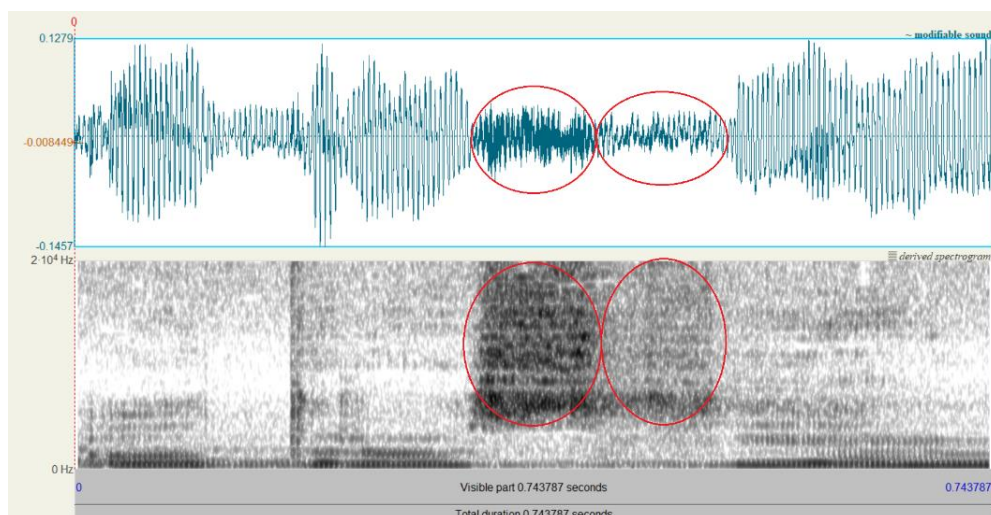 0
0.1279
~ modifiable sound
-0.008449
-0.1457
2·10⁴ Hz
≣ derived spectrogram
0 Hz
0 Visible part 0.743787 seconds 0.743787
Total duration 0.743787 seconds